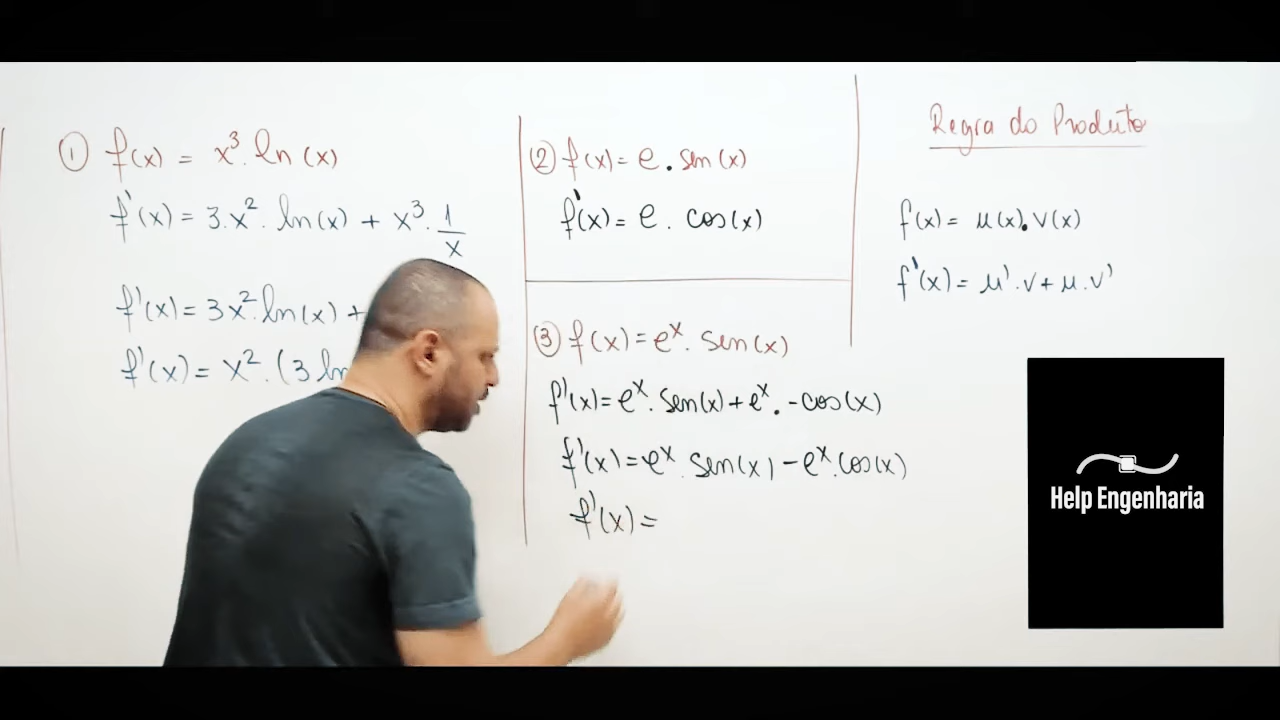 ① f(x) = x³. ln(x)
f'(x) = 3.x². ln(x) + x³. 1/x
f'(x) = 3x².ln(x) +
f'(x) = x².(3 ln
② f(x) = e. sen(x)
f'(x) = e. cos(x)
③ f(x) = eˣ. sen(x)
f'(x) = eˣ. sen(x) + eˣ. -cos(x)
f'(x) = eˣ. sen(x) - eˣ.cos(x)
f'(x) =
Regra do Produto
f(x) = u(x).v(x)
f'(x) = u'.v + u.v'
Help Engenharia